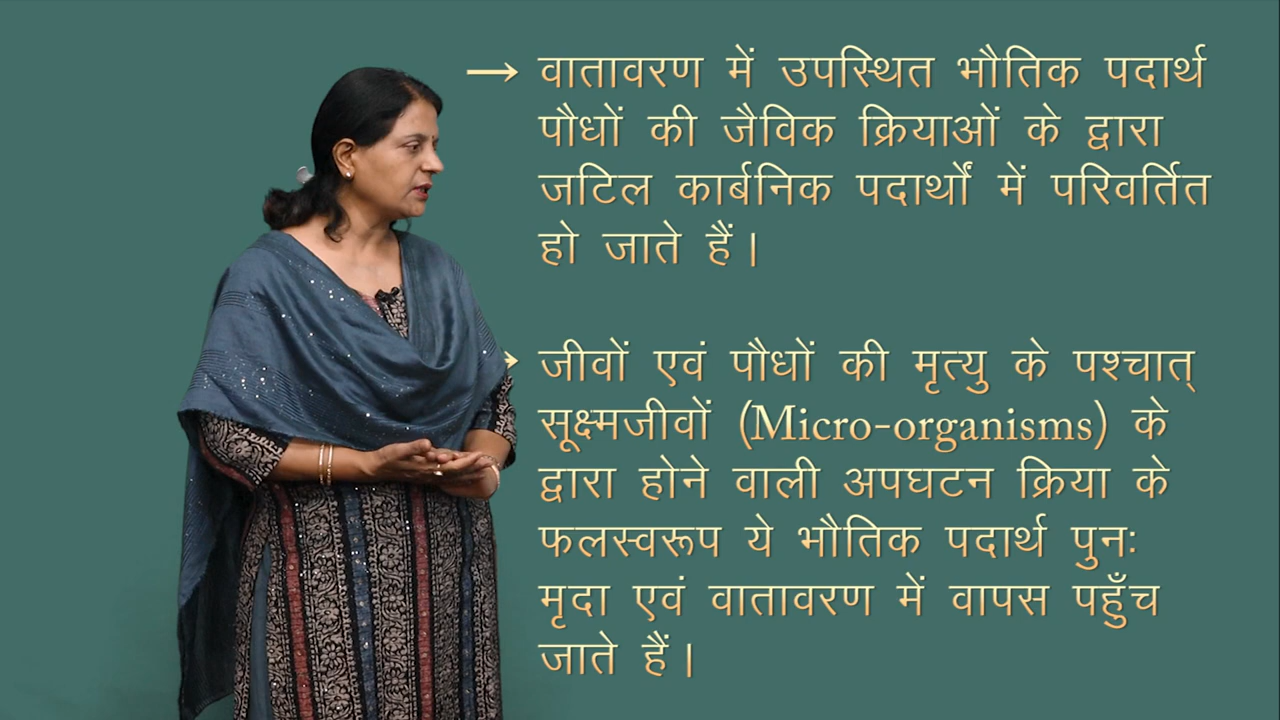 → वातावरण में उपस्थित भौतिक पदार्थ
पौधों की जैविक क्रियाओं के द्वारा
जटिल कार्बनिक पदार्थों में परिवर्तित
हो जाते हैं।
→ जीवों एवं पौधों की मृत्यु के पश्चात्
सूक्ष्मजीवों (Micro-organisms) के
द्वारा होने वाली अपघटन क्रिया के
फलस्वरूप ये भौतिक पदार्थ पुनः
मृदा एवं वातावरण में वापस पहुँच
जाते हैं।